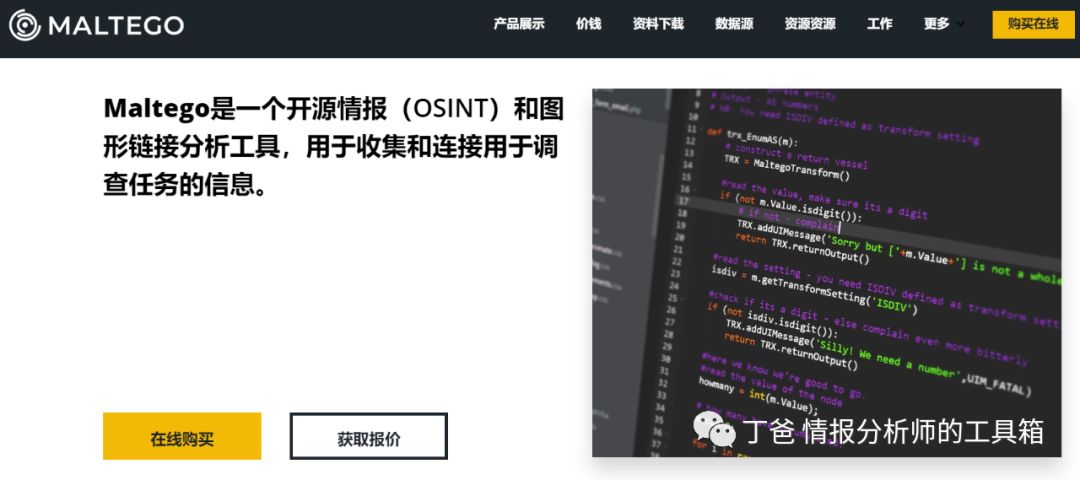 MALTEGO
产品展示 价钱 资料下载 数据源 资源资源 工作 更多 购买在线
Maltego是一个开源情报（OSINT）和图
形链接分析工具，用于收集和连接用于调
查任务的信息。
在线购买 获取报价
phrase entity
# Output - AS numbers
# NB- You need ISDIV defined as transform setting
def trx_EnumAS(m):
# construct a return vessel
TRX = MaltegoTransform()
#read the value, make sure its a digit
if (not m.Value.isdigit()):
# if not - complain
TRX.addUIMessage('Sorry but ['+m.Value+'] is not a whole
return TRX.returnOutput()
#read the setting - you need ISDIV defined as transform sett
isdiv = m.getTransformSetting('ISDIV')
#check if its a digit - else complain even more bitterly
if (not isdiv.isdigit()):
TRX.addUIMessage('Silly! We need a number',UIM_FATAL)
return TRX.returnOutput()
#here we know we're good to go.
#read the value of the node
howmany = int(m.Value);
丁爸 情报分析师的工具箱